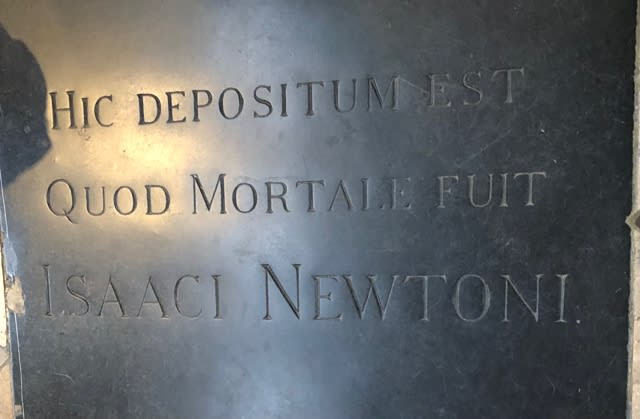 HIC DEPOSITUM EST
QUOD MORTALE FUIT
ISAACI NEWTONI.